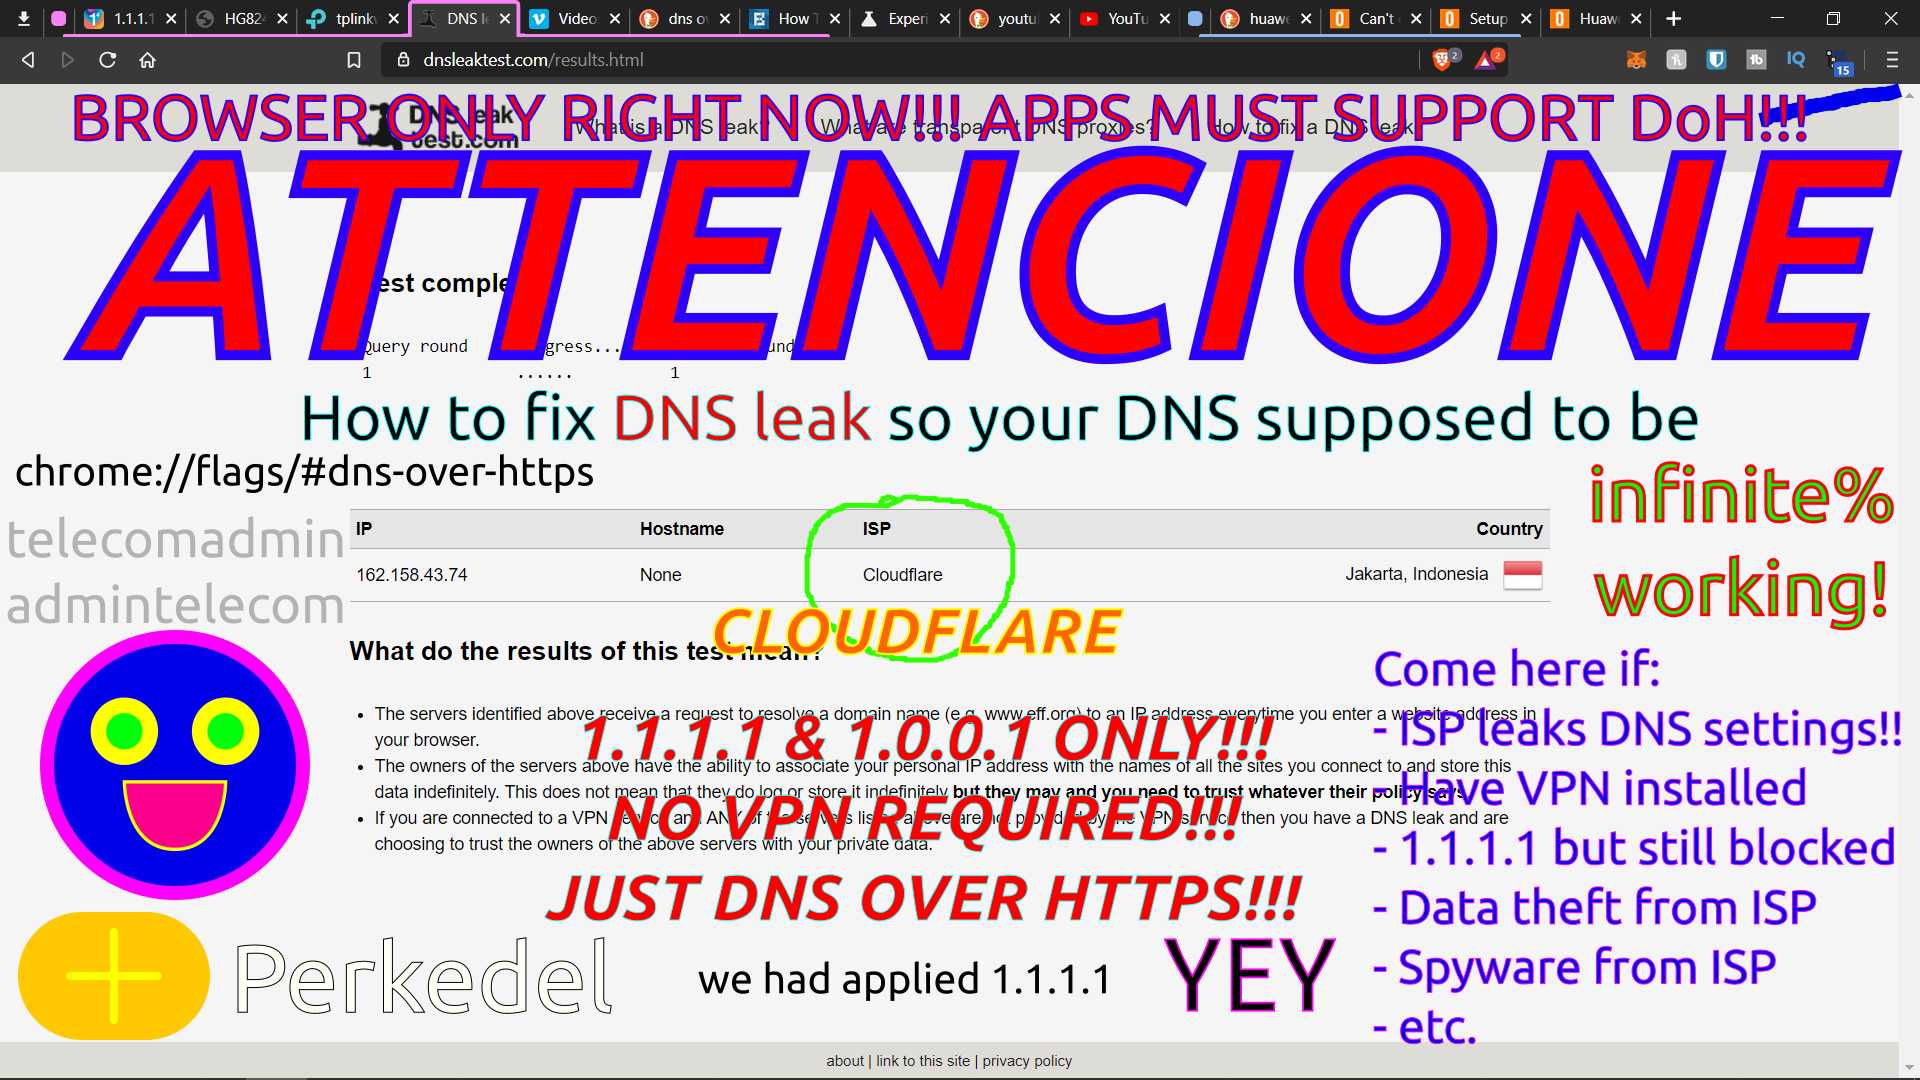 1.1.1.1
HG824
tplinkw
DNS le
Video
dns ov
How T
Experi
youtu
YouTu
huawe
Can't
Setup
Huaw
dnsleaktest.com/results.html
2
2
15
BROWSER ONLY RIGHT NOW!!! APPS MUST SUPPORT DoH!!!
DNS leak test.com
What is a DNS leak?
What are transparent DNS proxies?
How to fix a DNS leak
ATTENCIONE
est comple
Query round
gress...
und
1 ...... 1
How to fix DNS leak so your DNS supposed to be
chrome://flags/#dns-over-https
infinite%
working!
telecomadmin
admintelecom
IP Hostname ISP Country
162.158.43.74 None Cloudflare Jakarta, Indonesia
CLOUDFLARE
What do the results of this test mean?
The servers identified above receive a request to resolve a domain name (e.g. www.eff.org) to an IP address everytime you enter a website address in
your browser.
The owners of the servers above have the ability to associate your personal IP address with the names of all the sites you connect to and store this
data indefinitely. This does not mean that they do log or store it indefinitely but they may and you need to trust whatever their policy says.
If you are connected to a VPN service and ANY of the servers listed above are not provided by the VPN service then you have a DNS leak and are
choosing to trust the owners of the above servers with your private data.
1.1.1.1 & 1.0.0.1 ONLY!!!
NO VPN REQUIRED!!!
JUST DNS OVER HTTPS!!!
Come here if:
- ISP leaks DNS settings!!
- Have VPN installed
- 1.1.1.1 but still blocked
- Data theft from ISP
- Spyware from ISP
- etc.
Perkedel
we had applied 1.1.1.1
YEY
about | link to this site | privacy policy